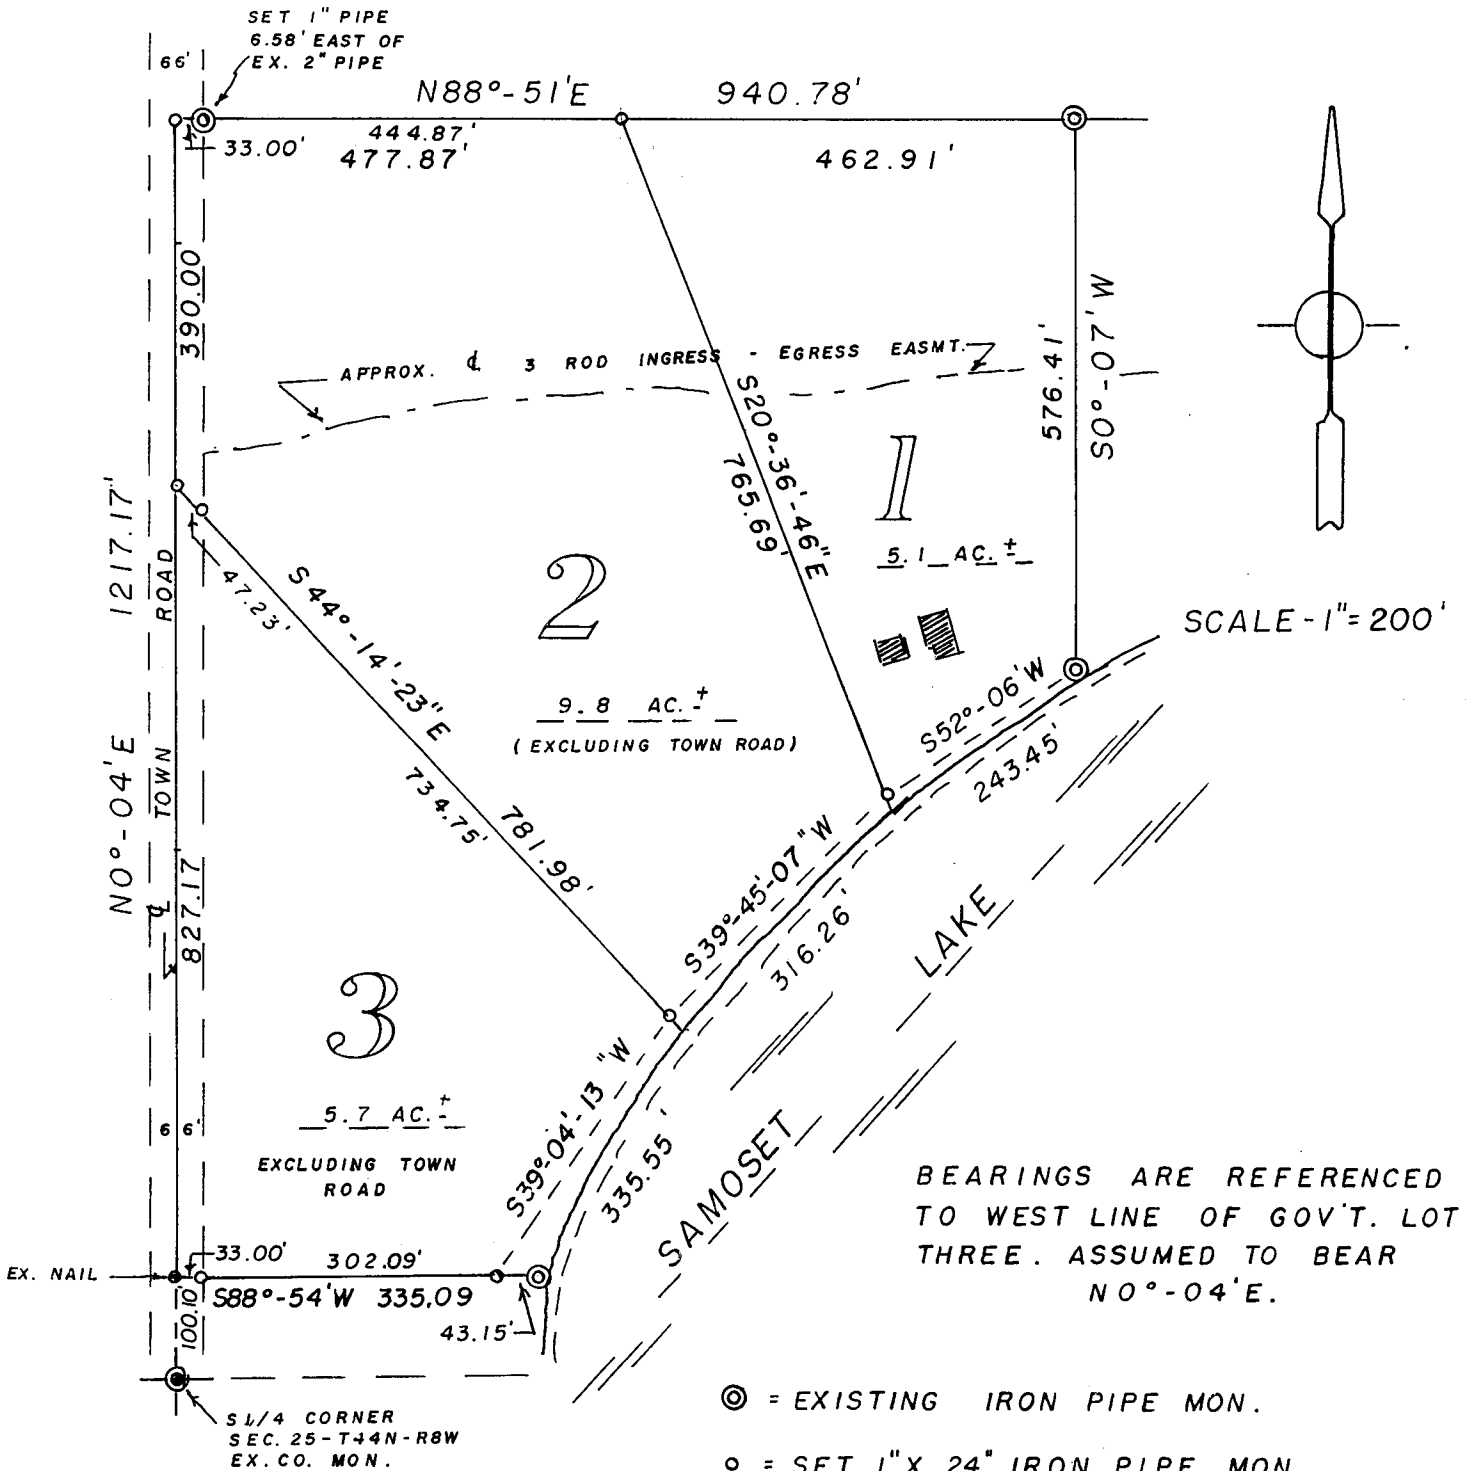 SET 1" PIPE
6.58' EAST OF
EX. 2" PIPE
66'
N88°-51'E 940.78'
444.87'
33.00'
477.87'
462.91'
390.00'
APPROX. ℄ 3 ROD INGRESS - EGRESS EASMT.
576.41'
S0°-07'W
S20°-36'-46"E
765.69'
1
5.1 AC. ±
1217.17'
N0°-04'E
TOWN ROAD
47.23'
S44°-14'-23"E
2
9.8 AC. ±
(EXCLUDING TOWN ROAD)
SCALE - 1" = 200'
S52°-06'W
243.45'
734.75'
781.98'
827.17'
℄
S39°-45'-07"W
316.26'
LAKE
3
5.7 AC. ±
EXCLUDING TOWN
ROAD
66'
S39°-04'-13"W
335.55'
SAMOSET
BEARINGS ARE REFERENCED
TO WEST LINE OF GOV'T. LOT
THREE. ASSUMED TO BEAR
N0°-04'E.
33.00'
302.09'
EX. NAIL
S88°-54'W 335.09
100.10'
43.15'
S1/4 CORNER
SEC. 25-T44N-R8W
EX. CO. MON.
= EXISTING IRON PIPE MON.
= SET 1" X 24" IRON PIPE MON